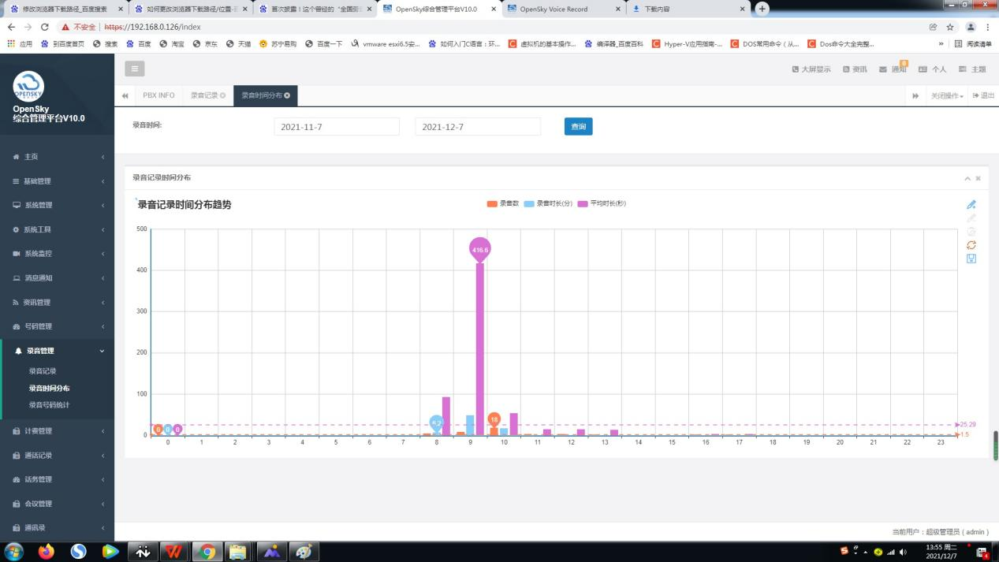 修改浏览器下载路径_百度搜索
如何更改浏览器下载路径/位置-百
首次披露！这个曾经的“全国劳
OpenSky综合管理平台V10.0
OpenSky Voice Record
下载内容
不安全 https://192.168.0.126/index
应用 到百度首页 搜索 百度 淘宝 京东 天猫 苏宁易购 百度一下 vmware esxi6.5安... 如何入门C语言：环... 虚拟机的基本操作... 编译器_百度百科 Hyper-V应用指南-... DOS常用命令（从... Dos命令大全完整... » 阅读清单
OPENSKY
OpenSky
综合管理平台V10.0
大屏显示 资讯 通知 0 个人 主题
PBX INFO 录音记录 录音时间分布 关闭操作 退出
录音时间: 2021-11-7 2021-12-7 查询
主页
基础管理
系统管理
系统工具
系统监控
消息通知
资讯管理
号码管理
录音管理
录音记录
录音时间分布
录音号码统计
计费管理
通话记录
话务管理
会议管理
通讯录
录音记录时间分布
录音记录时间分布趋势
录音数 录音时长(分) 平均时长(秒)
500
400
300
200
100
0
416.6
6.2
18
0 0 0
25.29
1.5
0 1 2 3 4 5 6 7 8 9 10 11 12 13 14 15 16 17 18 19 20 21 22 23
当前用户：超级管理员 ( admin )
13:55 周二
2021/12/7
4